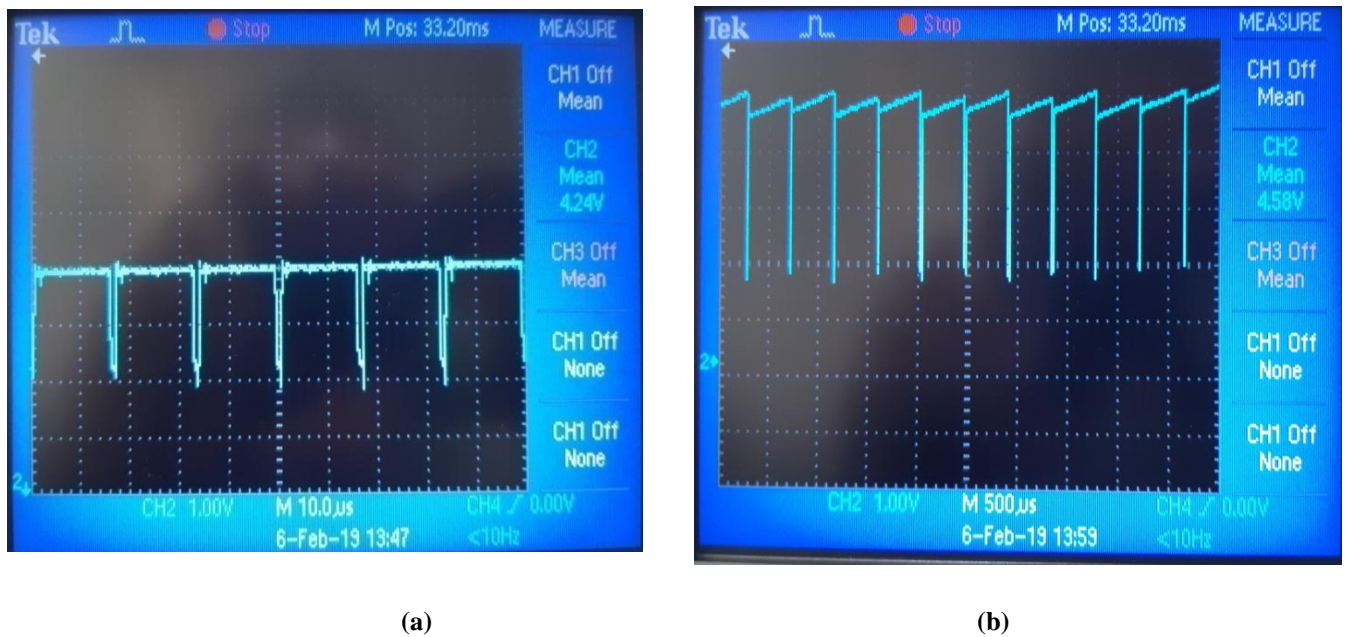 Tek
Stop
M Pos: 33.20ms
MEASURE
CH1 Off
Mean
CH2
Mean
4.24V
CH3 Off
Mean
CH1 Off
None
CH1 Off
None
2
CH2 1.00V
M 10.0µs
CH4
0.00V
6-Feb-19 13:47
<10Hz
(a)
Tek
Stop
M Pos: 33.20ms
MEASURE
CH1 Off
Mean
CH2
Mean
4.58V
CH3 Off
Mean
CH1 Off
None
CH1 Off
None
2
CH2 1.00V
M 500µs
CH4
0.00V
6-Feb-19 13:59
<10Hz
(b)